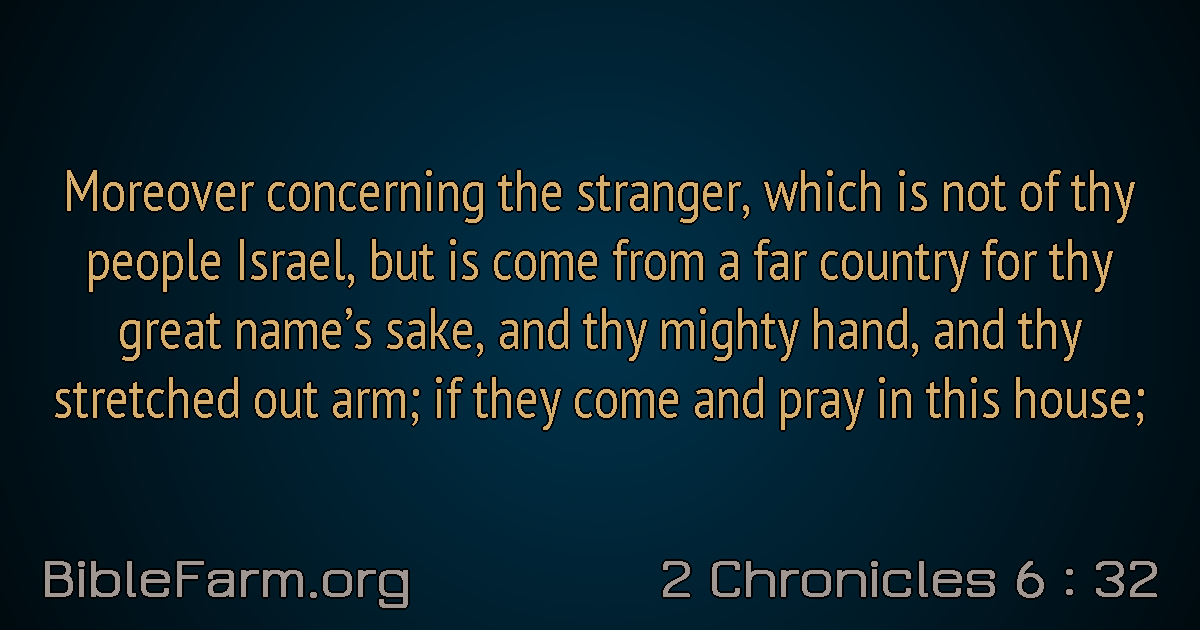 Moreover concerning the stranger, which is not of thy
people Israel, but is come from a far country for thy
great name’s sake, and thy mighty hand, and thy
stretched out arm; if they come and pray in this house;
BibleFarm.org
2 Chronicles 6 : 32